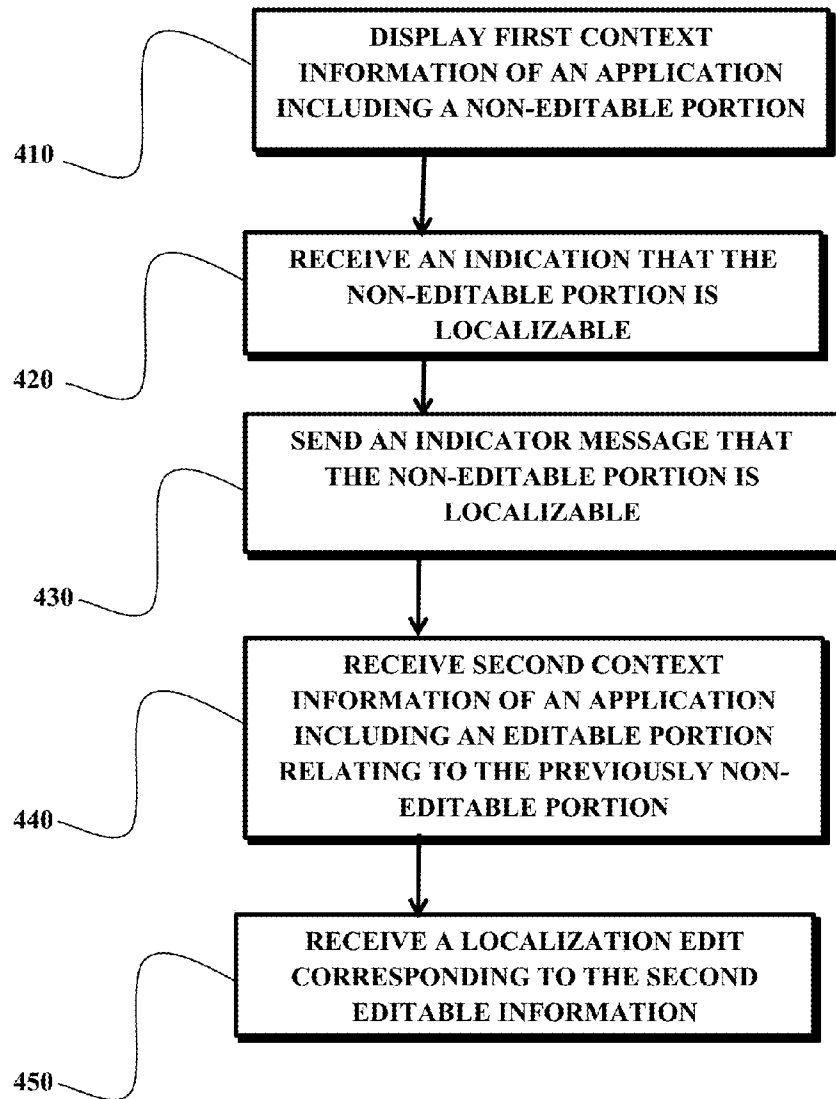 DISPLAY FIRST CONTEXT
INFORMATION OF AN APPLICATION
INCLUDING A NON-EDITABLE PORTION
410
RECEIVE AN INDICATION THAT THE
NON-EDITABLE PORTION IS
LOCALIZABLE
420
SEND AN INDICATOR MESSAGE THAT
THE NON-EDITABLE PORTION IS
LOCALIZABLE
430
RECEIVE SECOND CONTEXT
INFORMATION OF AN APPLICATION
INCLUDING AN EDITABLE PORTION
RELATING TO THE PREVIOUSLY NON-
EDITABLE PORTION
440
RECEIVE A LOCALIZATION EDIT
CORRESPONDING TO THE SECOND
EDITABLE INFORMATION
450